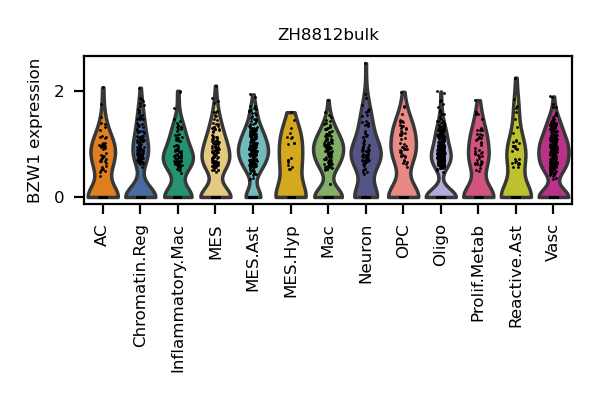 ZH8812bulk
BZW1 expression
2
0
AC
Chromatin.Reg
Inflammatory.Mac
MES
MES.Ast
MES.Hyp
Mac
Neuron
OPC
Oligo
Prolif.Metab
Reactive.Ast
Vasc